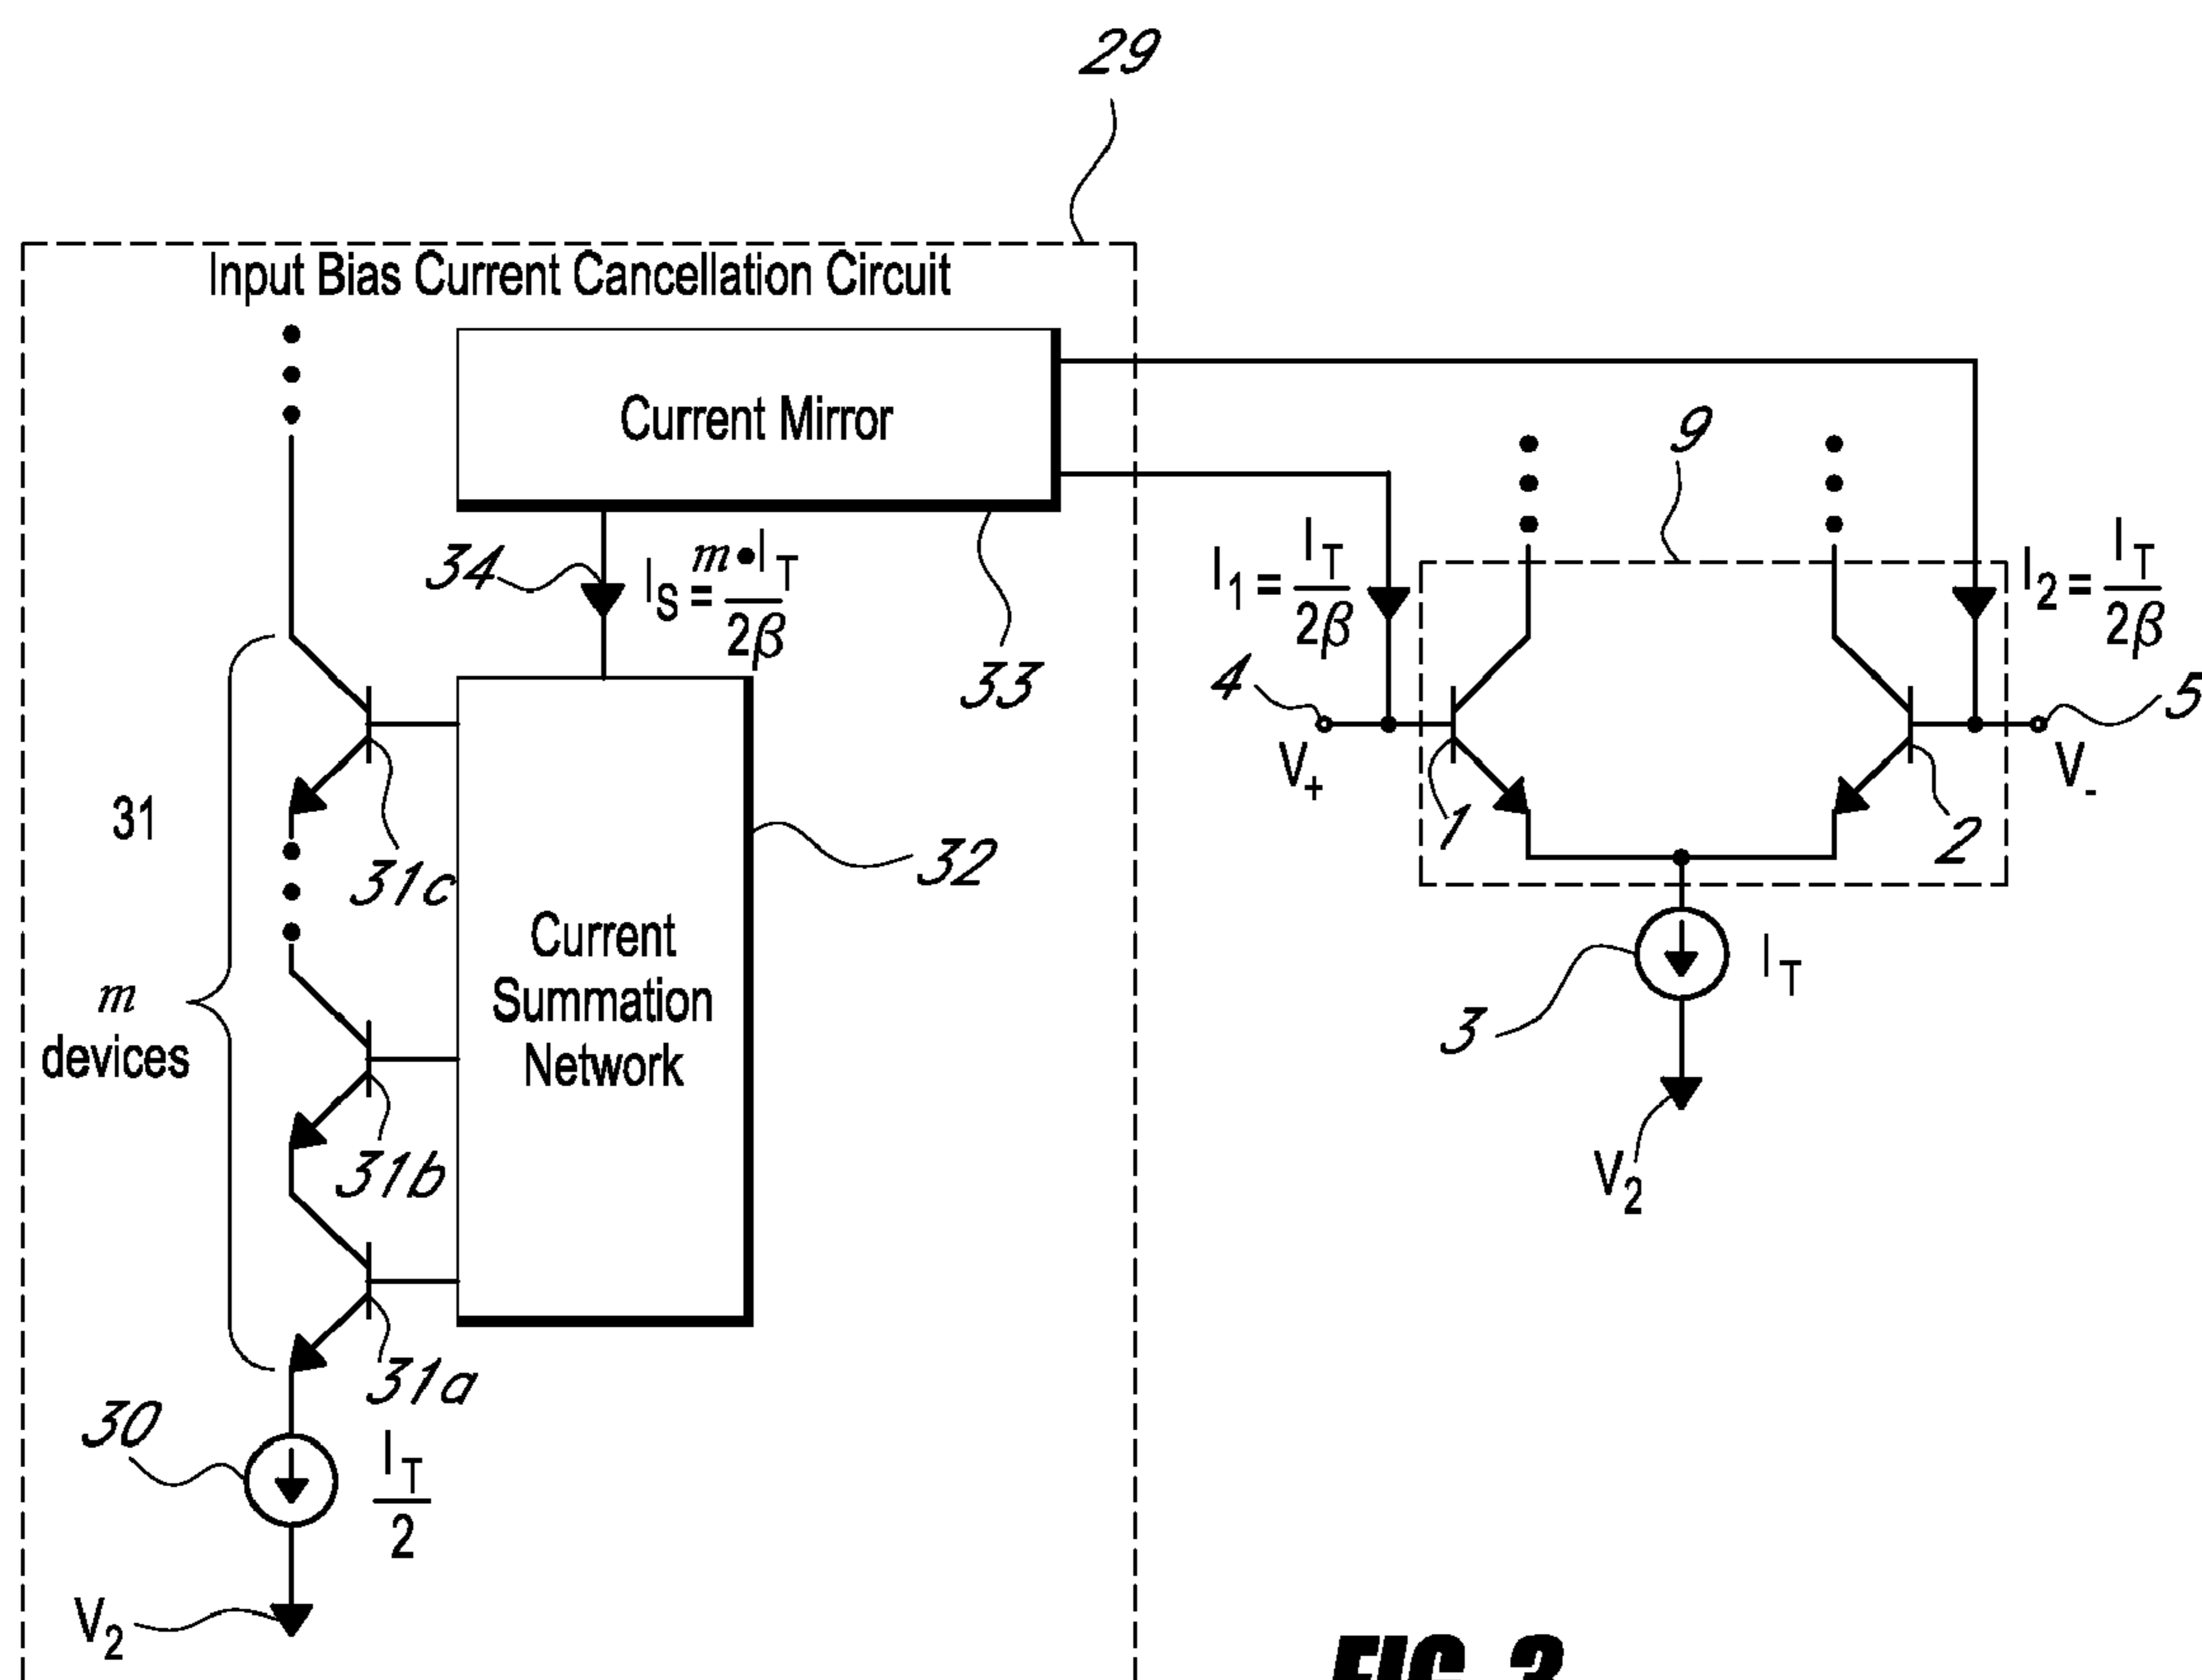 29
Input Bias Current Cancellation Circuit
Current Mirror
9
34
I_S = m•I_T / 2β
I_1 = I_T / 2β
I_2 = I_T / 2β
33
4
5
V_+
V_-
1
2
31
31c
32
m
devices
Current
Summation
Network
3
I_T
31b
V_2
31a
30
I_T / 2
V_2